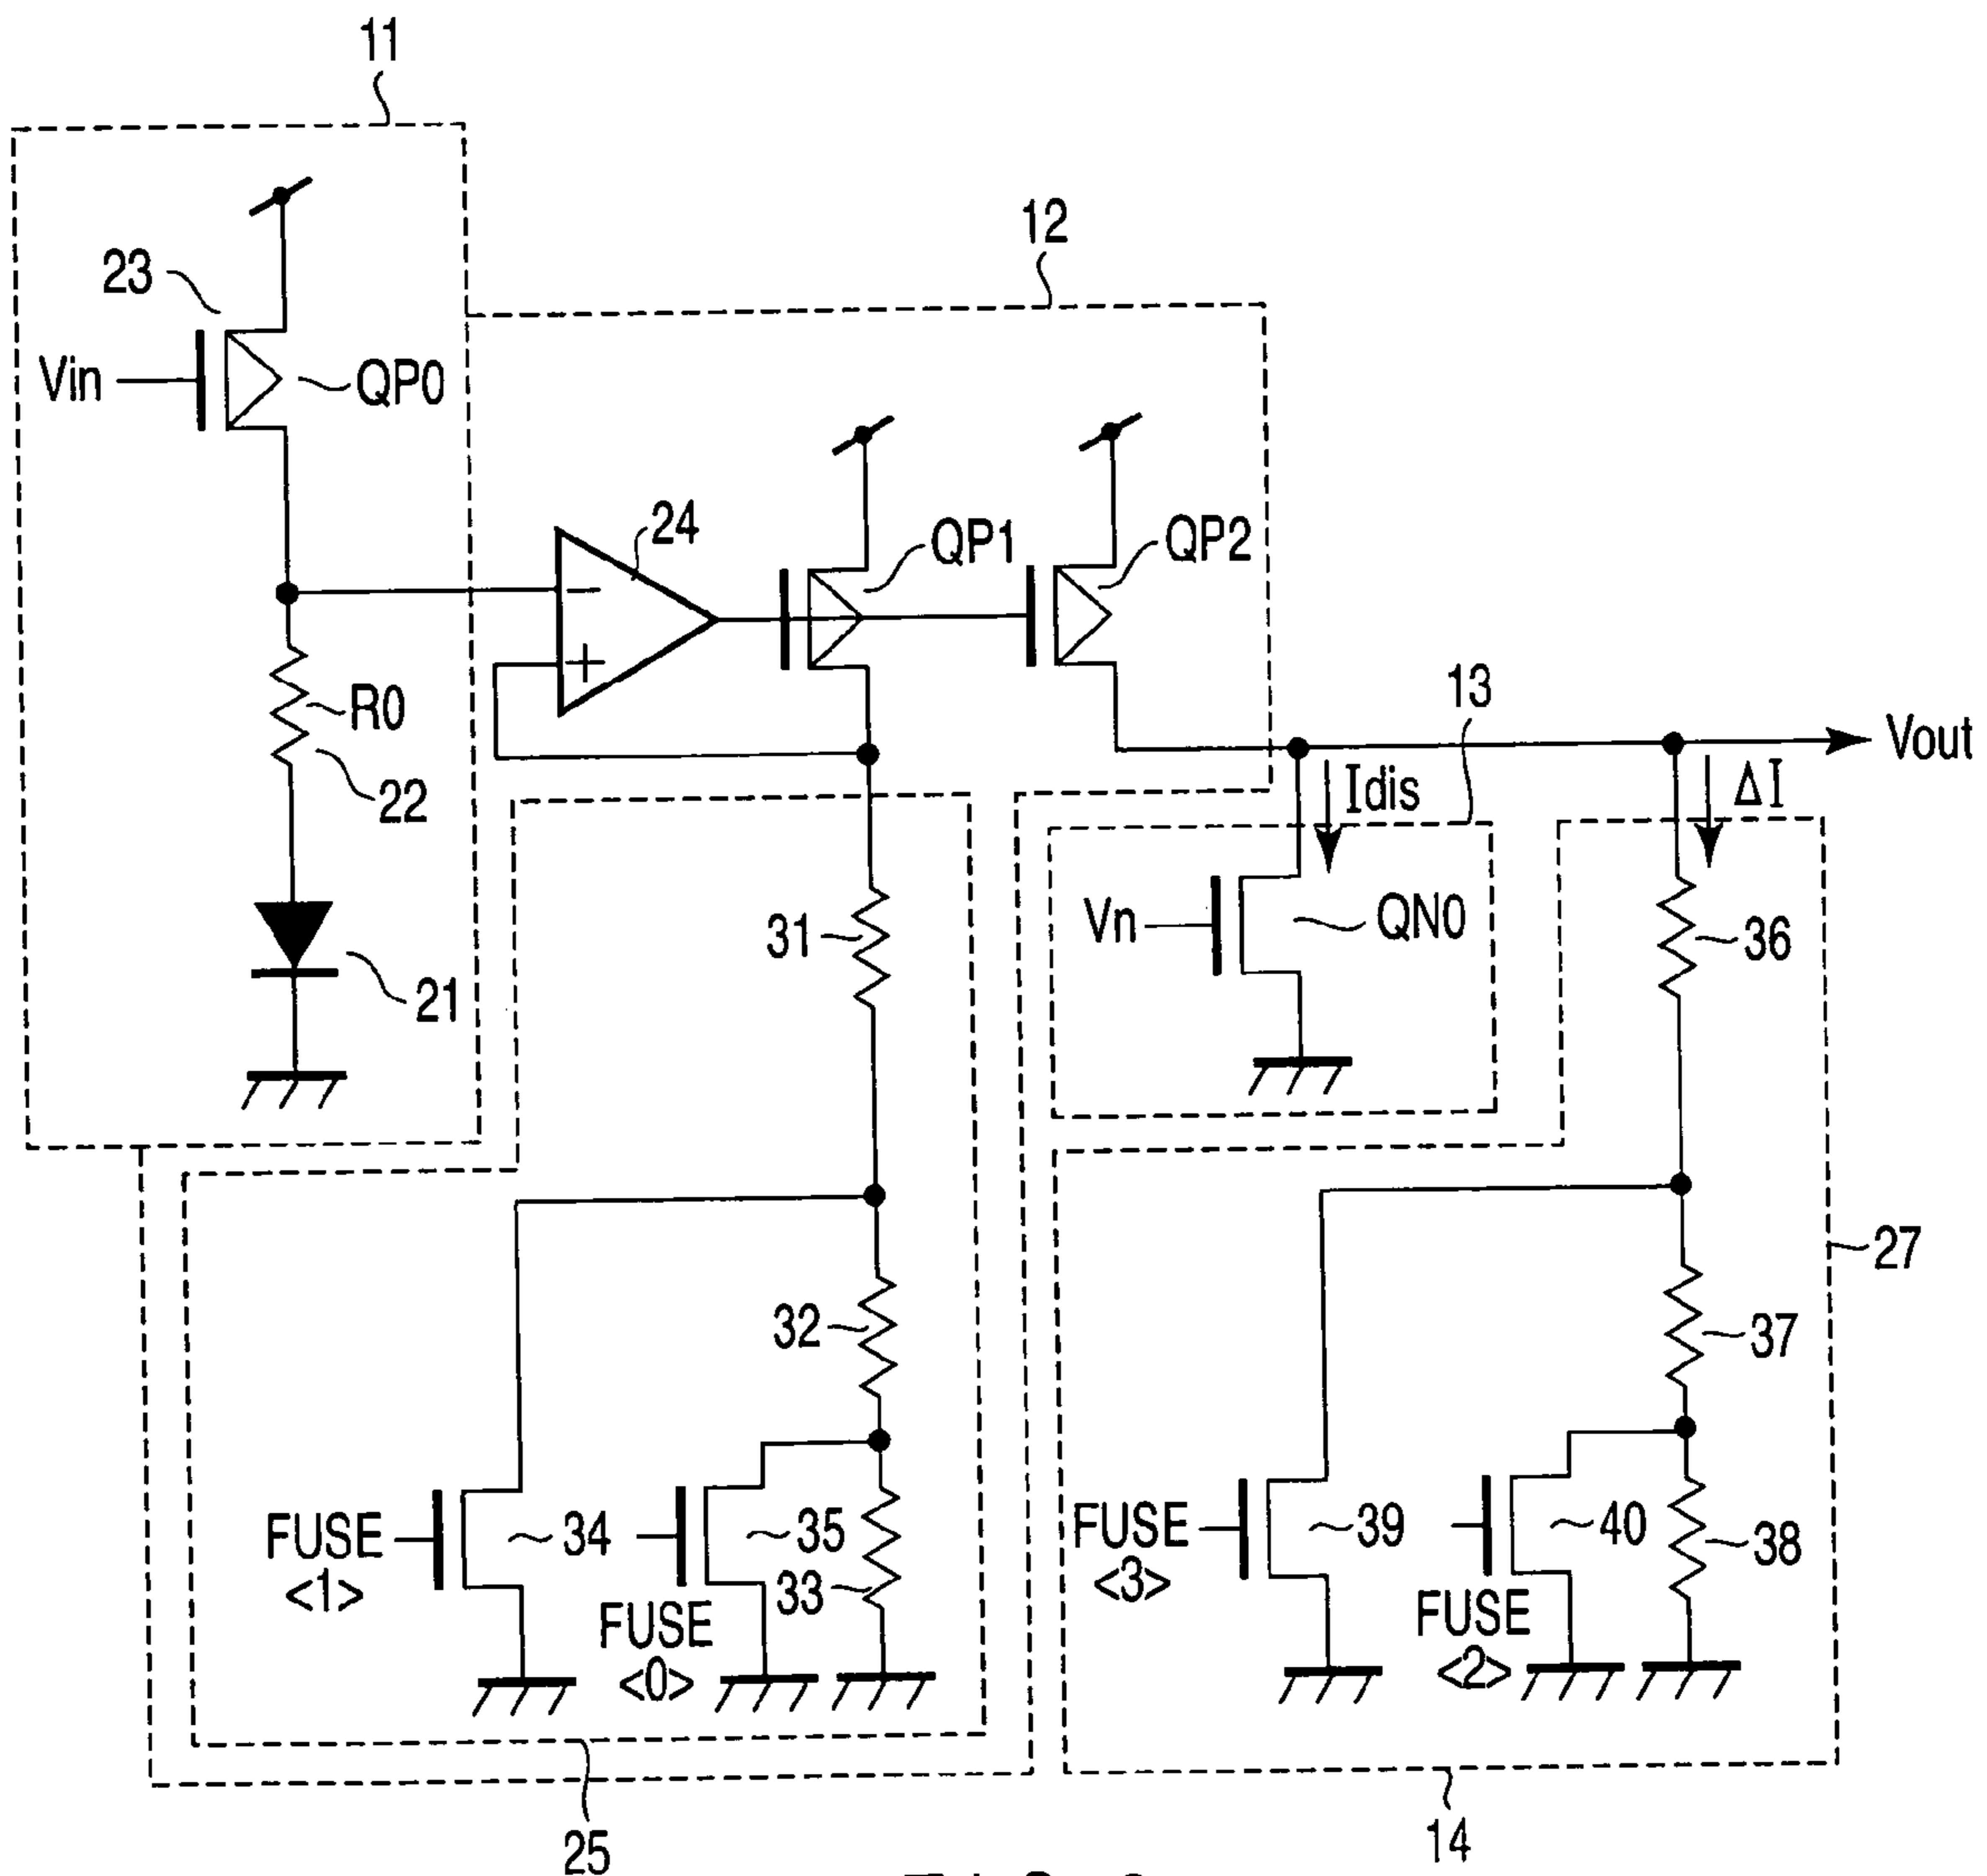 11
12
23
Vin
QP0
24
QP1
QP2
R0
22
13
Vout
Idis
ΔI
31
Vn
QN0
36
21
27
32
37
FUSE
<1>
34
35
FUSE
<0>
33
FUSE
<3>
39
40
FUSE
<2>
38
25
14